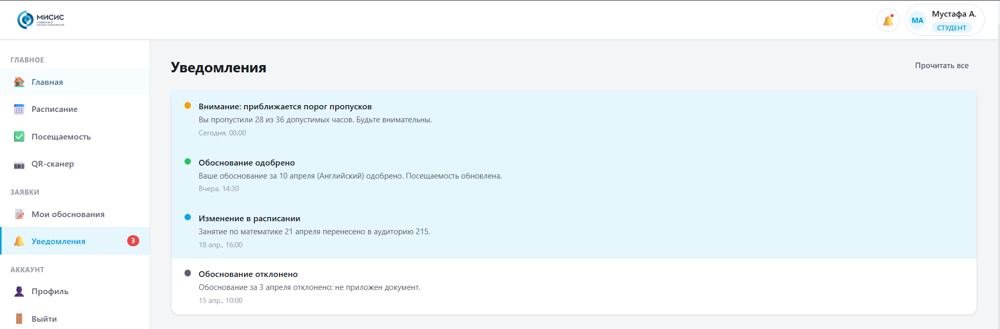 МИСИС
УНИВЕРСИТЕТ
НАУКИ И ТЕХНОЛОГИЙ
МА
Мустафа А.
СТУДЕНТ
ГЛАВНОЕ
Главная
Расписание
Посещаемость
QR-сканер
ЗАЯВКИ
Мои обоснования
Уведомления 3
АККАУНТ
Профиль
Выйти
Уведомления
Прочитать все
Внимание: приближается порог пропусков
Вы пропустили 28 из 36 допустимых часов. Будьте внимательны.
Сегодня, 08:00
Обоснование одобрено
Ваше обоснование за 10 апреля (Английский) одобрено. Посещаемость обновлена.
Вчера, 14:30
Изменение в расписании
Занятие по математике 21 апреля перенесено в аудиторию 215.
18 апр., 16:00
Обоснование отклонено
Обоснование за 3 апреля отклонено: не приложен документ.
15 апр., 10:00